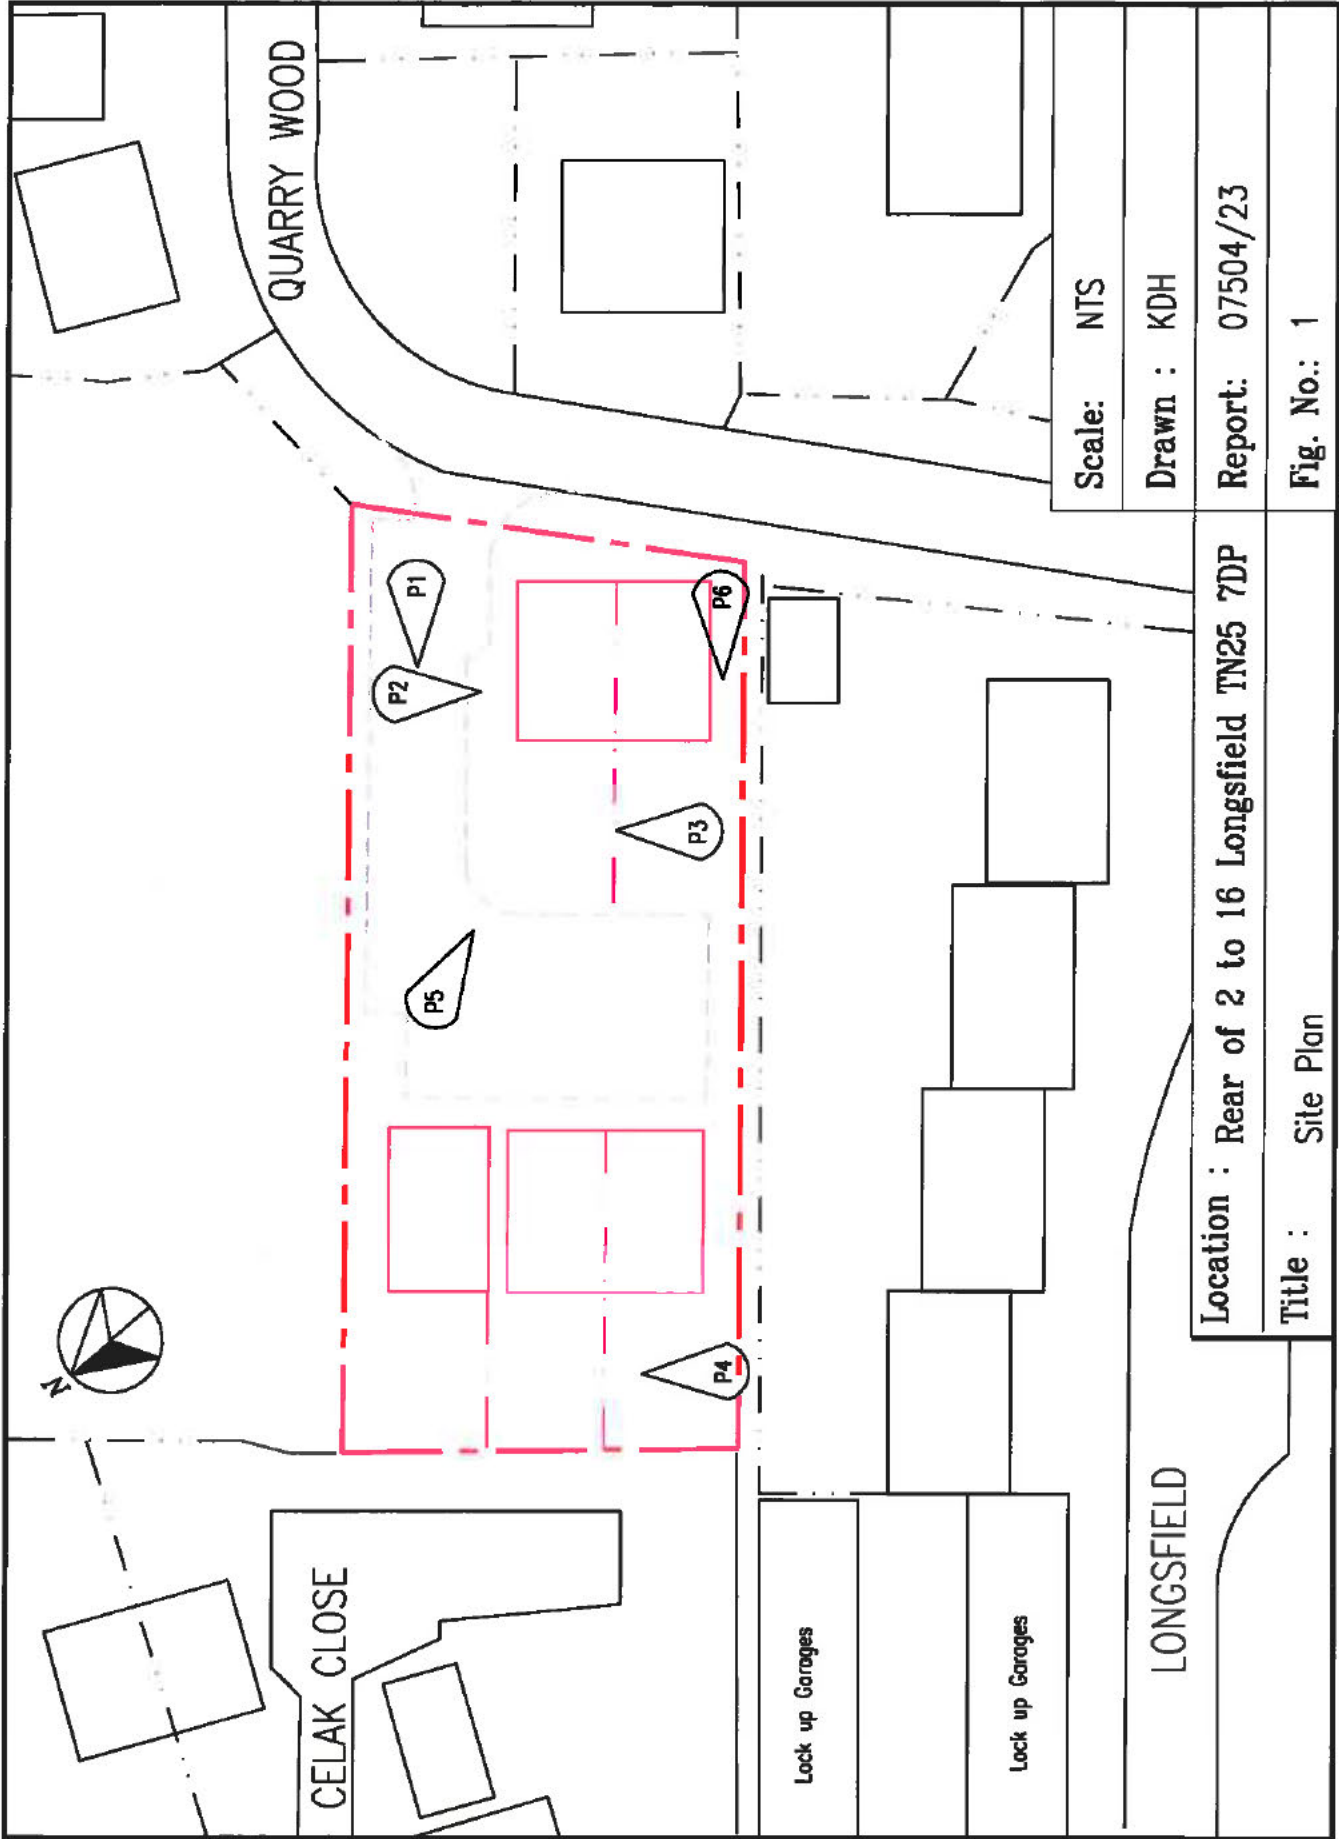 N
CELAK CLOSE
QUARRY WOOD
P1
P2
P3
P4
P5
P6
Lock up Garages
Lock up Garages
LONGSFIELD
Location : Rear of 2 to 16 Longsfield TN25 7DP
Title : Site Plan
Scale: NTS
Drawn : KDH
Report: 07504/23
Fig. No.: 1